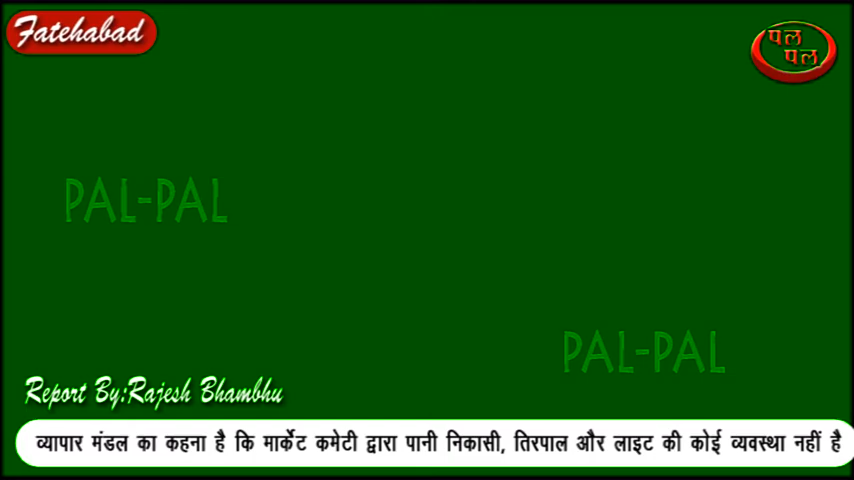 Fatehabad
पल
पल
PAL-PAL
PAL-PAL
Report By:Rajesh Bhambhu
व्यापार मंडल का कहना है कि मार्केट कमेटी द्वारा पानी निकासी, तिरपाल और लाइट की कोई व्यवस्था नहीं है